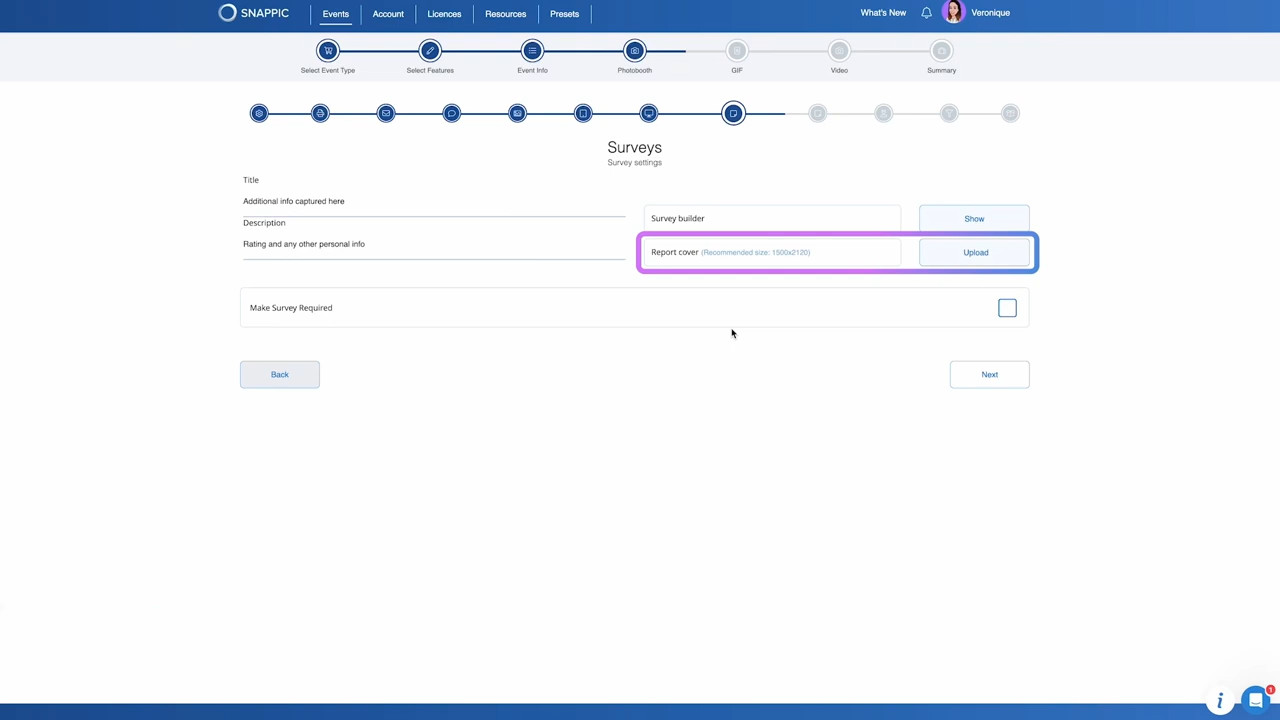 SNAPPIC
Events
Account
Licences
Resources
Presets
What's New
Veronique
Select Event Type
Select Features
Event Info
Photobooth
GIF
Video
Summary
Surveys
Survey settings
Title
Additional info captured here
Description
Rating and any other personal info
Survey builder
Show
Report cover (Recommended size: 1500x2120)
Upload
Make Survey Required
Back
Next
i
1